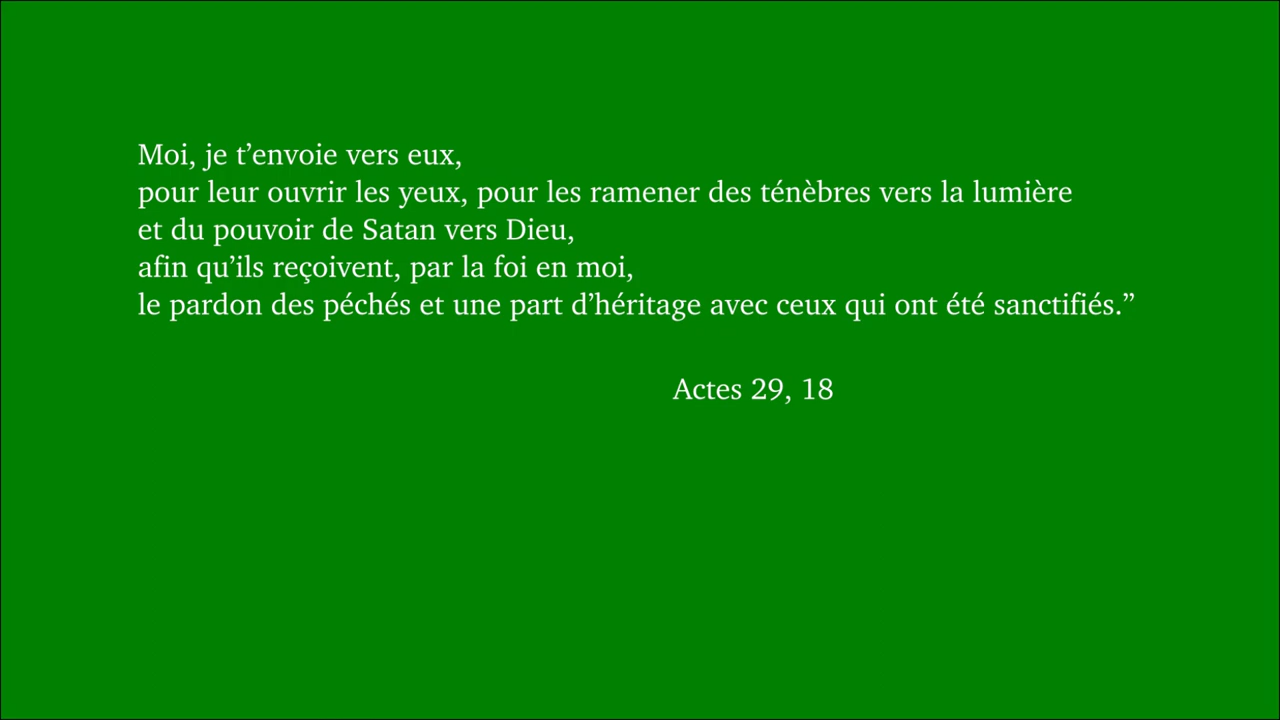 Moi, je t’envoie vers eux,
pour leur ouvrir les yeux, pour les ramener des ténèbres vers la lumière
et du pouvoir de Satan vers Dieu,
afin qu’ils reçoivent, par la foi en moi,
le pardon des péchés et une part d’héritage avec ceux qui ont été sanctifiés.”
Actes 29, 18